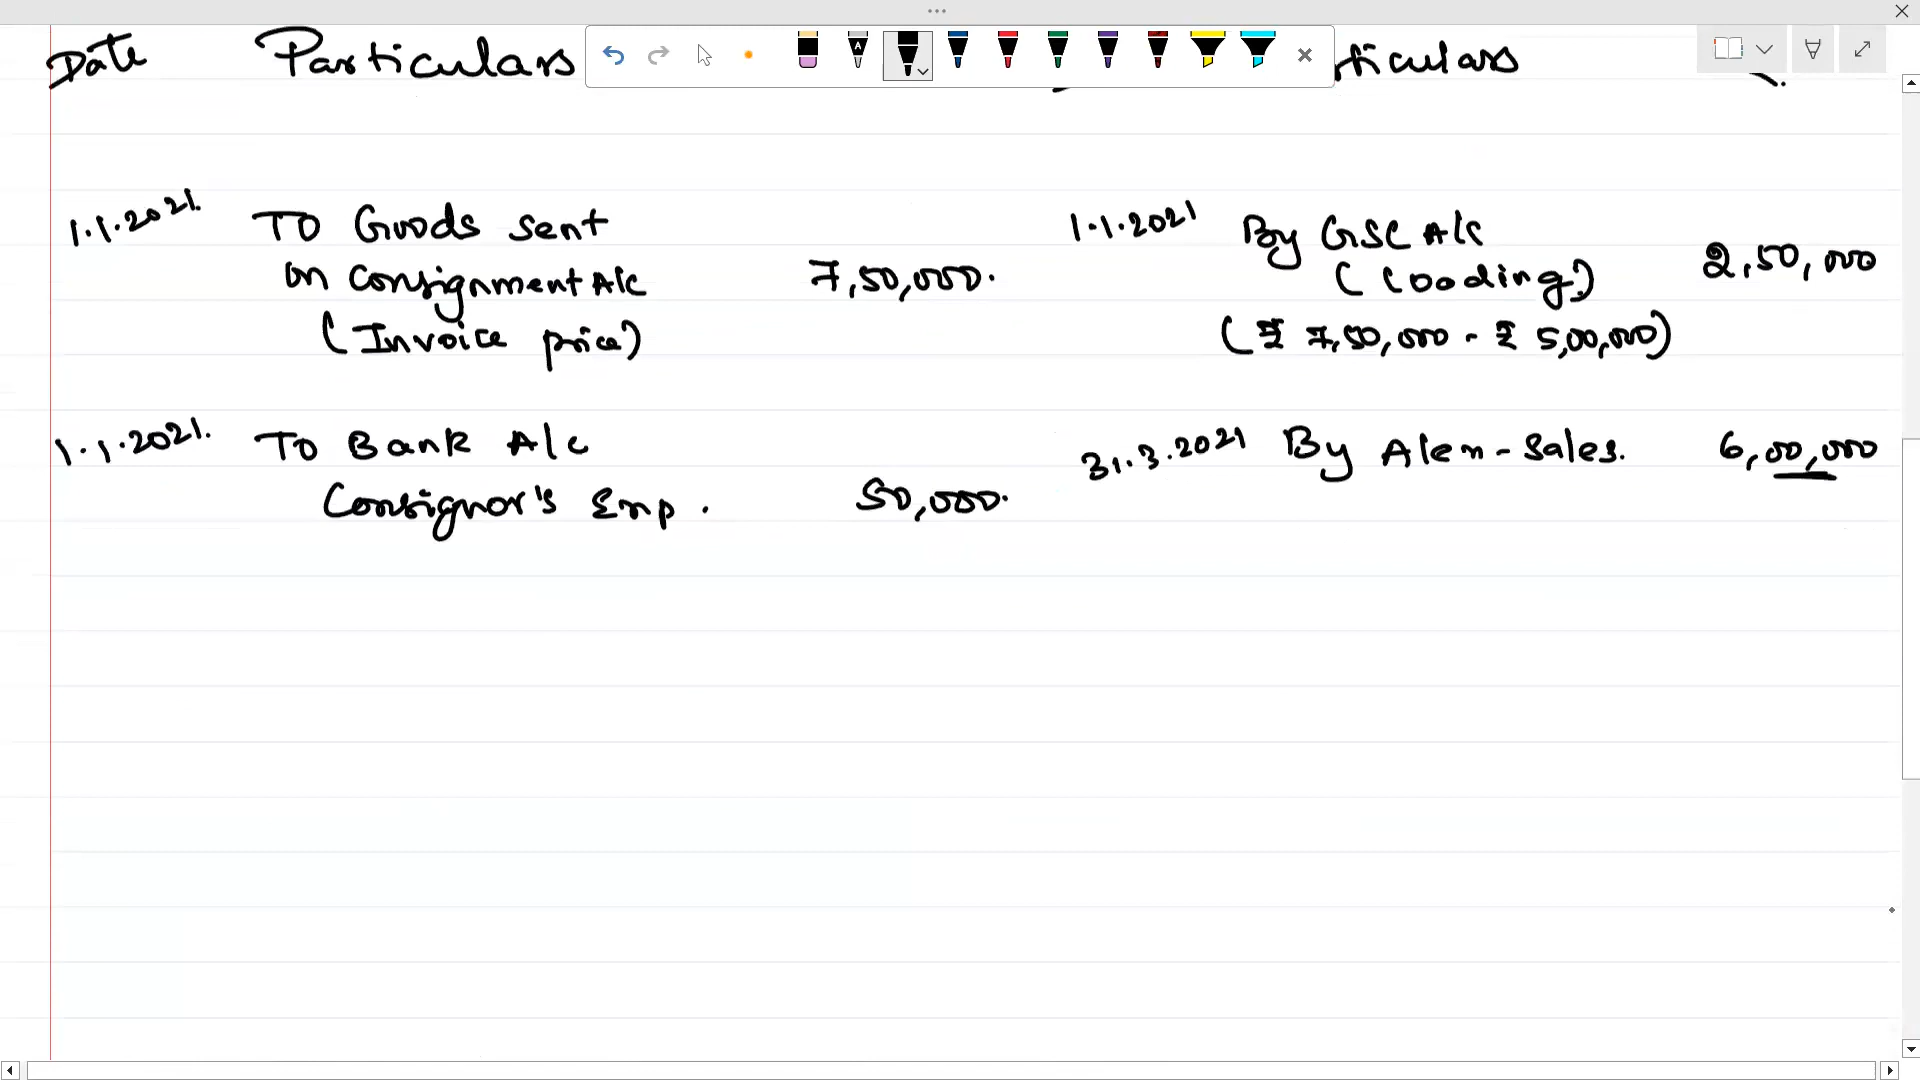 Date Particulars rticulars
1.1.2021. To Goods sent
on Consignment A/c 7,50,000.
(Invoice price)
1.1.2021 By GSC A/c
(Loading) 2,50,000
(₹ 7,50,000 - ₹ 5,00,000)
1.1.2021. To Bank A/c
Consignor's Exp. 50,000.
31.3.2021 By Alex - Sales. 6,00,000